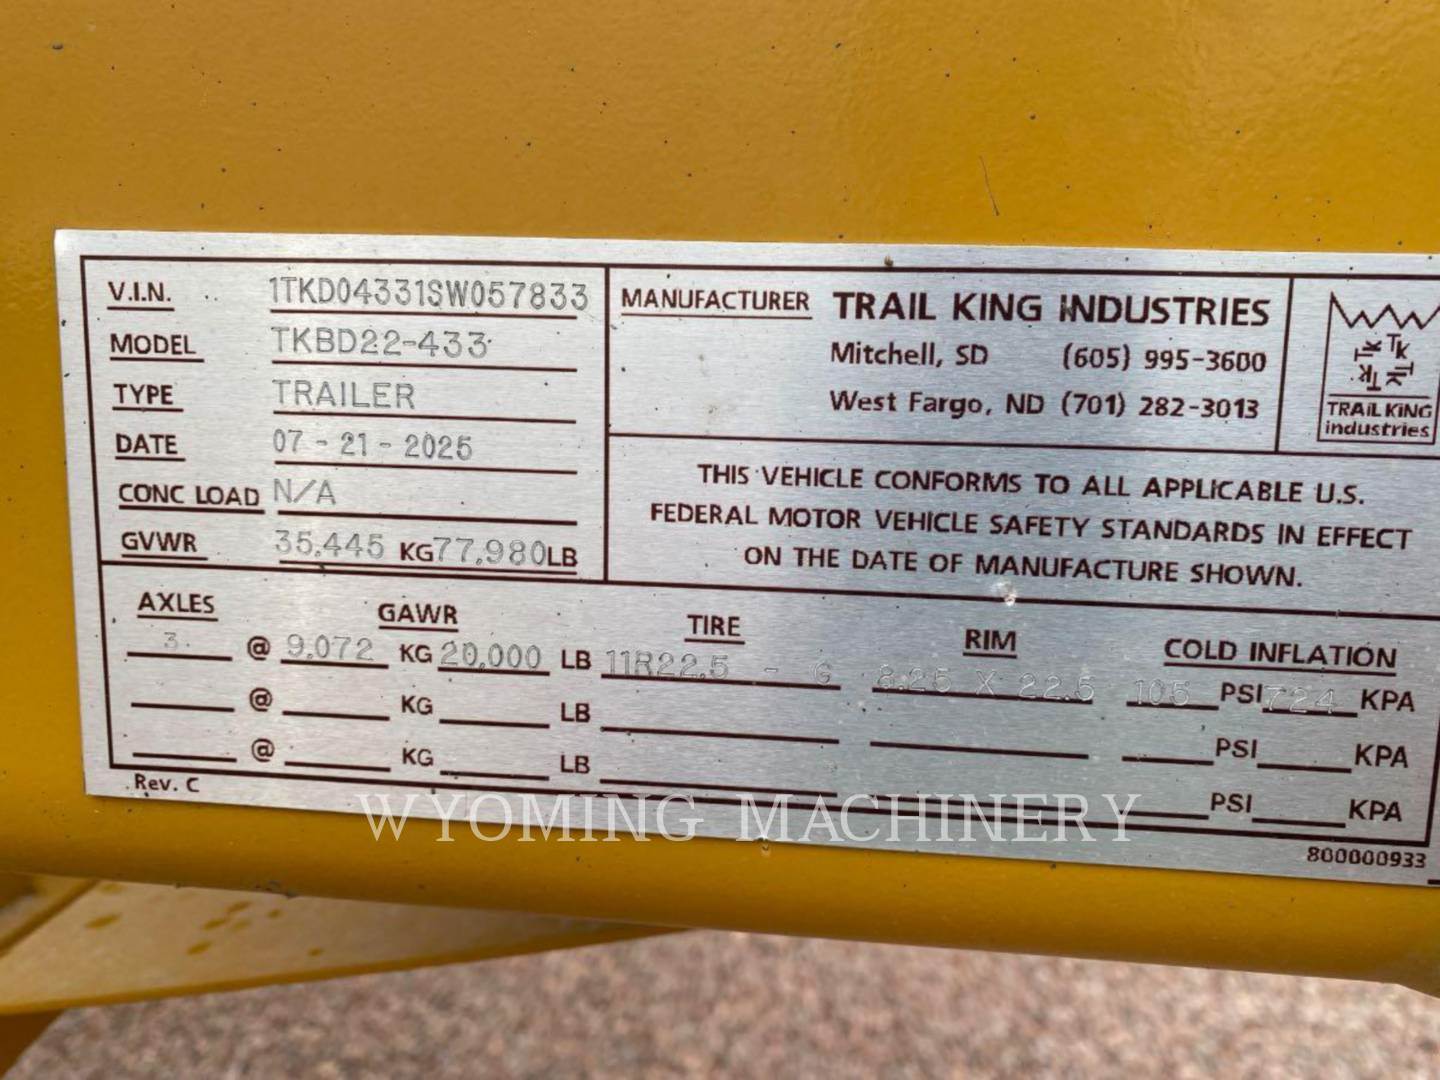 V.I.N. 1TKD04331SW057833
MODEL TKBD22-433
TYPE TRAILER
DATE 07-21-2025
CONC LOAD N/A
GVWR 35,445 KG 77,980 LB
MANUFACTURER TRAIL KING INDUSTRIES
Mitchell, SD (605) 995-3600
West Fargo, ND (701) 282-3013
TK TK TK TK
TRAIL KING
industries
THIS VEHICLE CONFORMS TO ALL APPLICABLE U.S.
FEDERAL MOTOR VEHICLE SAFETY STANDARDS IN EFFECT
ON THE DATE OF MANUFACTURE SHOWN.
AXLES GAWR TIRE RIM COLD INFLATION
3 @ 9,072 KG 20,000 LB 11R22.5 - G 8.25 X 22.5 105 PSI 724 KPA
@ KG LB PSI KPA
@ KG LB PSI KPA
Rev. C
800000933
WYOMING MACHINERY